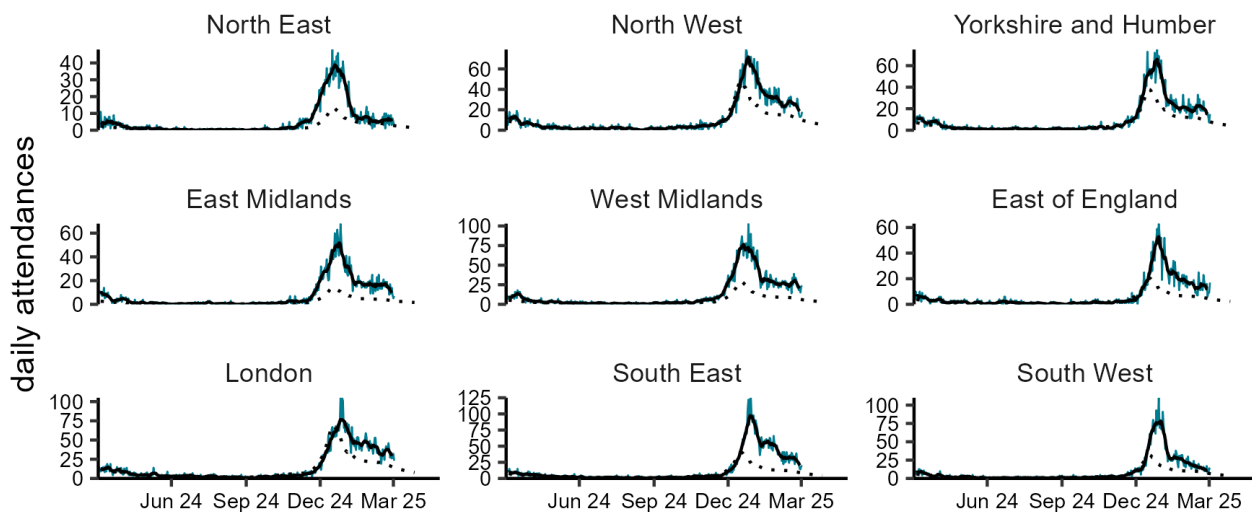 North East North West Yorkshire and Humber
40 30 20 10 0
60 40 20 0
60 40 20 0
daily attendances
East Midlands West Midlands East of England
60 40 20 0
100 75 50 25 0
60 40 20 0
London South East South West
100 75 50 25 0
125 100 75 50 25 0
100 75 50 25 0
Jun 24 Sep 24 Dec 24 Mar 25 Jun 24 Sep 24 Dec 24 Mar 25 Jun 24 Sep 24 Dec 24 Mar 25